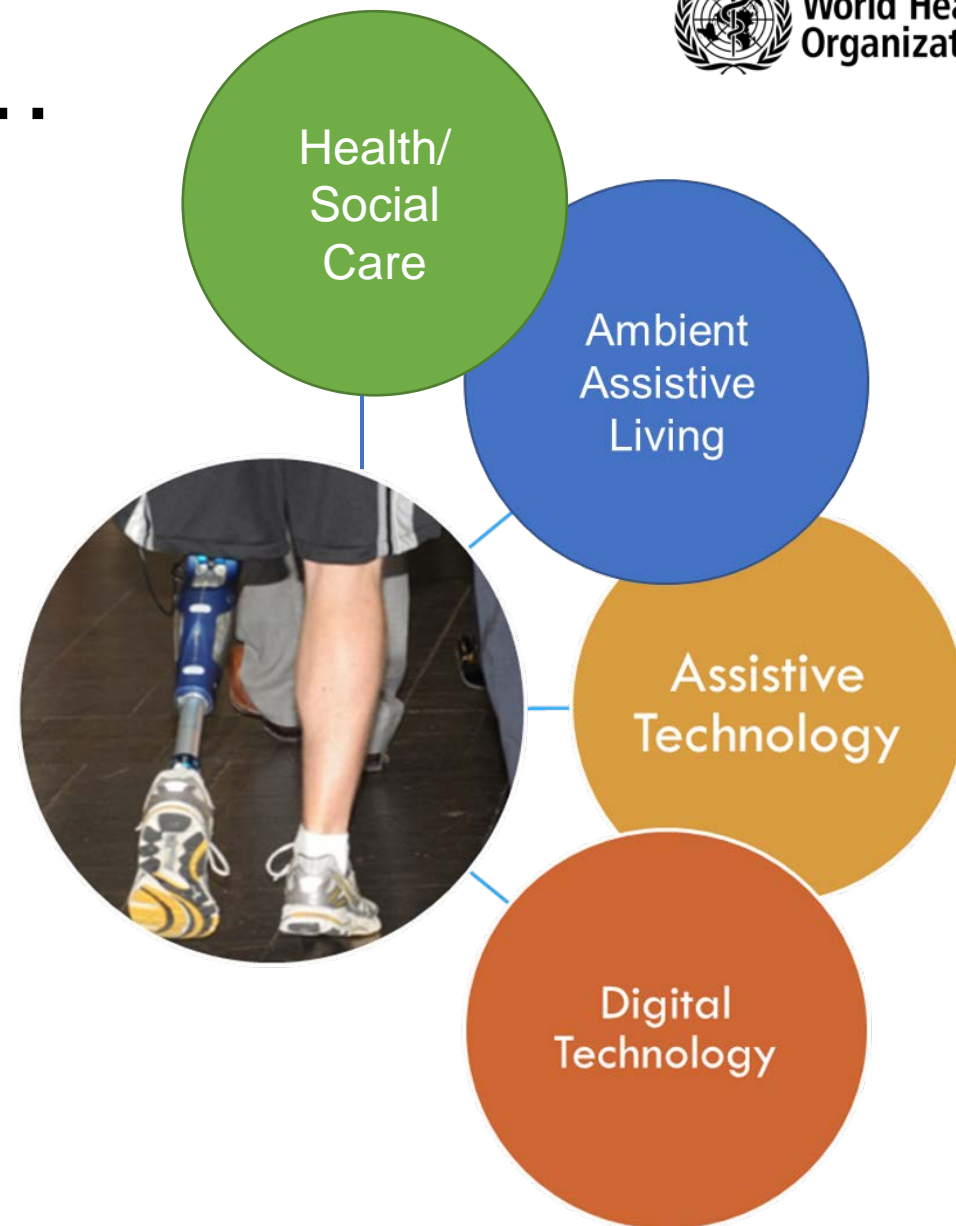 World Hea
Organizat
..
Health/
Social
Care
Ambient
Assistive
Living
Assistive
Technology
Digital
Technology